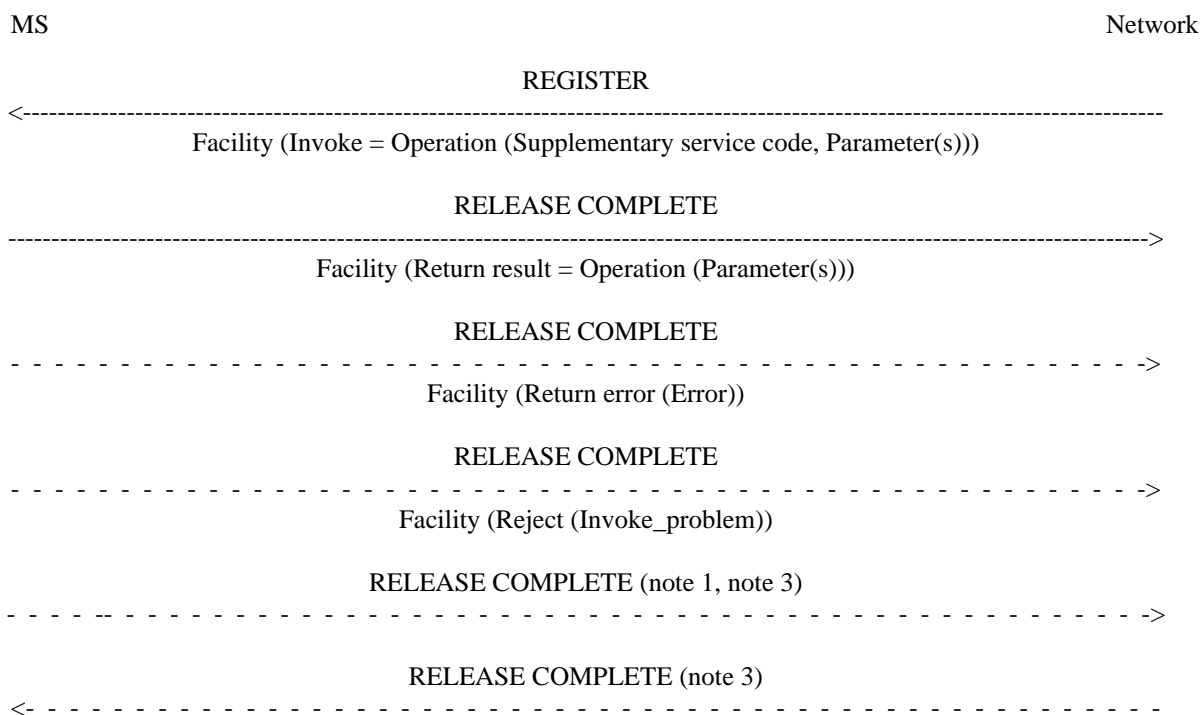 MS Network
REGISTER
<-----------------------------------------------------------------------------------------------------------------------------------
Facility (Invoke = Operation (Supplementary service code, Parameter(s)))
RELEASE COMPLETE
----------------------------------------------------------------------------------------------------------------------------------->
Facility (Return result = Operation (Parameter(s)))
RELEASE COMPLETE
- - - - - - - - - - - - - - - - - - - - - - - - - - - - - - - - - - - - - - - - - - - - - - - - - - - ->
Facility (Return error (Error))
RELEASE COMPLETE
- - - - - - - - - - - - - - - - - - - - - - - - - - - - - - - - - - - - - - - - - - - - - - - - - - - ->
Facility (Reject (Invoke_problem))
RELEASE COMPLETE (note 1, note 3)
- - - - -- - - - - - - - - - - - - - - - - - - - - - - - - - - - - - - - - - - - - - - - - - - - - - - ->
RELEASE COMPLETE (note 3)
<- - - - - - - - - - - - - - - - - - - - - - - - - - - - - - - - - - - - - - - - - - - - - - - - - - - -